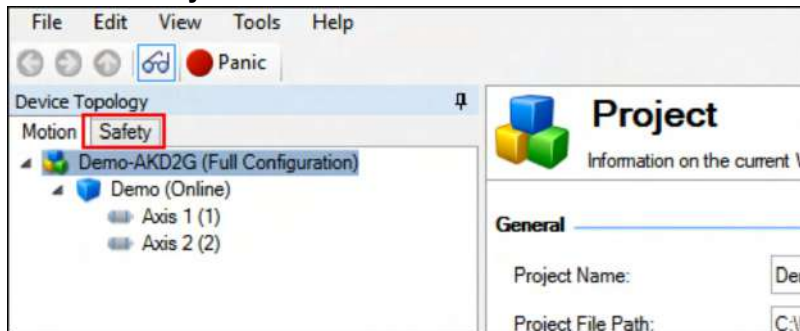 File Edit View Tools Help
Panic
Device Topology
Motion Safety
Demo-AKD2G (Full Configuration)
Demo (Online)
Axis 1 (1)
Axis 2 (2)
Project
Information on the current
General
Project Name:
Project File Path: C:\